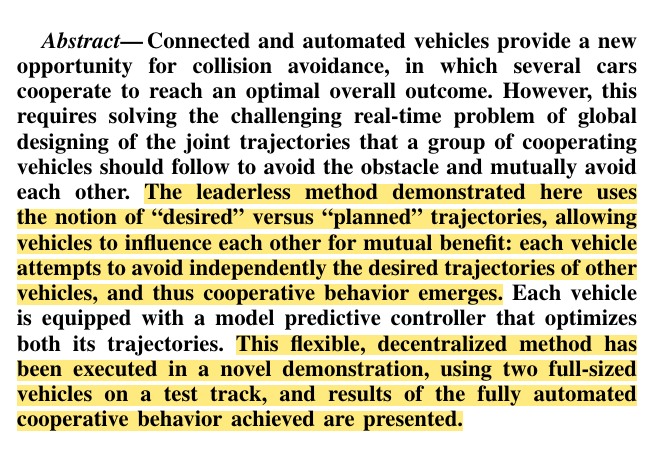 Abstract— Connected and automated vehicles provide a new
opportunity for collision avoidance, in which several cars
cooperate to reach an optimal overall outcome. However, this
requires solving the challenging real-time problem of global
designing of the joint trajectories that a group of cooperating
vehicles should follow to avoid the obstacle and mutually avoid
each other. The leaderless method demonstrated here uses
the notion of “desired” versus “planned” trajectories, allowing
vehicles to influence each other for mutual benefit: each vehicle
attempts to avoid independently the desired trajectories of other
vehicles, and thus cooperative behavior emerges. Each vehicle
is equipped with a model predictive controller that optimizes
both its trajectories. This flexible, decentralized method has
been executed in a novel demonstration, using two full-sized
vehicles on a test track, and results of the fully automated
cooperative behavior achieved are presented.